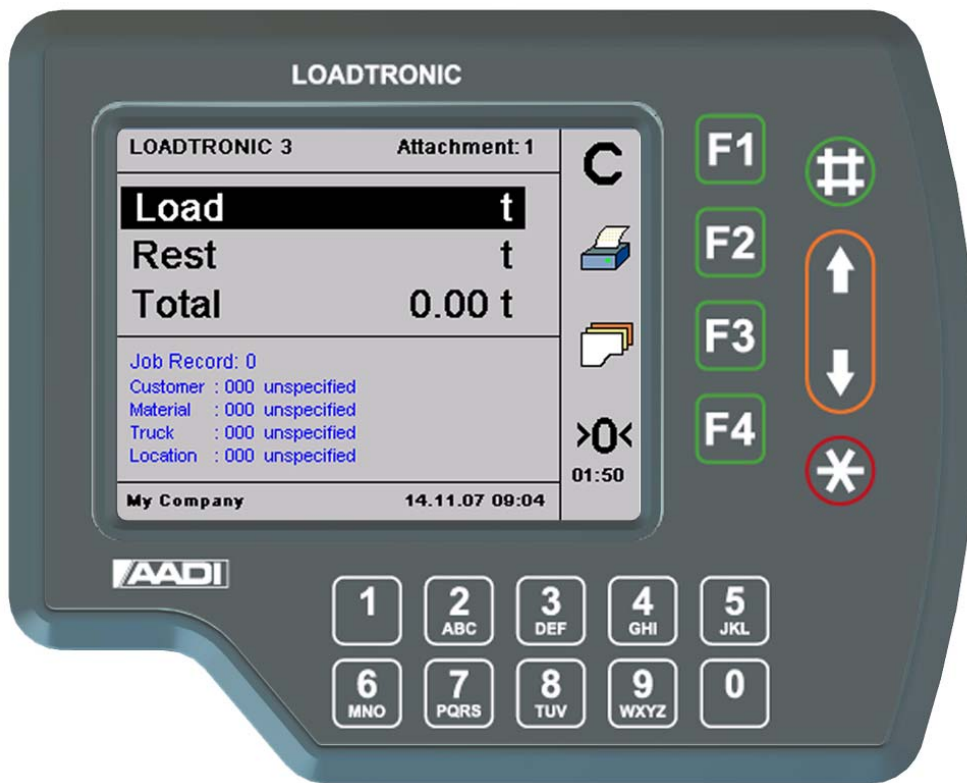 LOADTRONIC
LOADTRONIC 3 Attachment: 1
Load t
Rest t
Total 0.00 t
Job Record: 0
Customer : 000 unspecified
Material : 000 unspecified
Truck : 000 unspecified
Location : 000 unspecified
My Company 14.11.07 09:04
C
>0<
01:50
F1
F2
F3
F4
#
*
AADI
1 2 3 4 5
ABC DEF GHI JKL
6 7 8 9 0
MNO PQRS TUV WXYZ